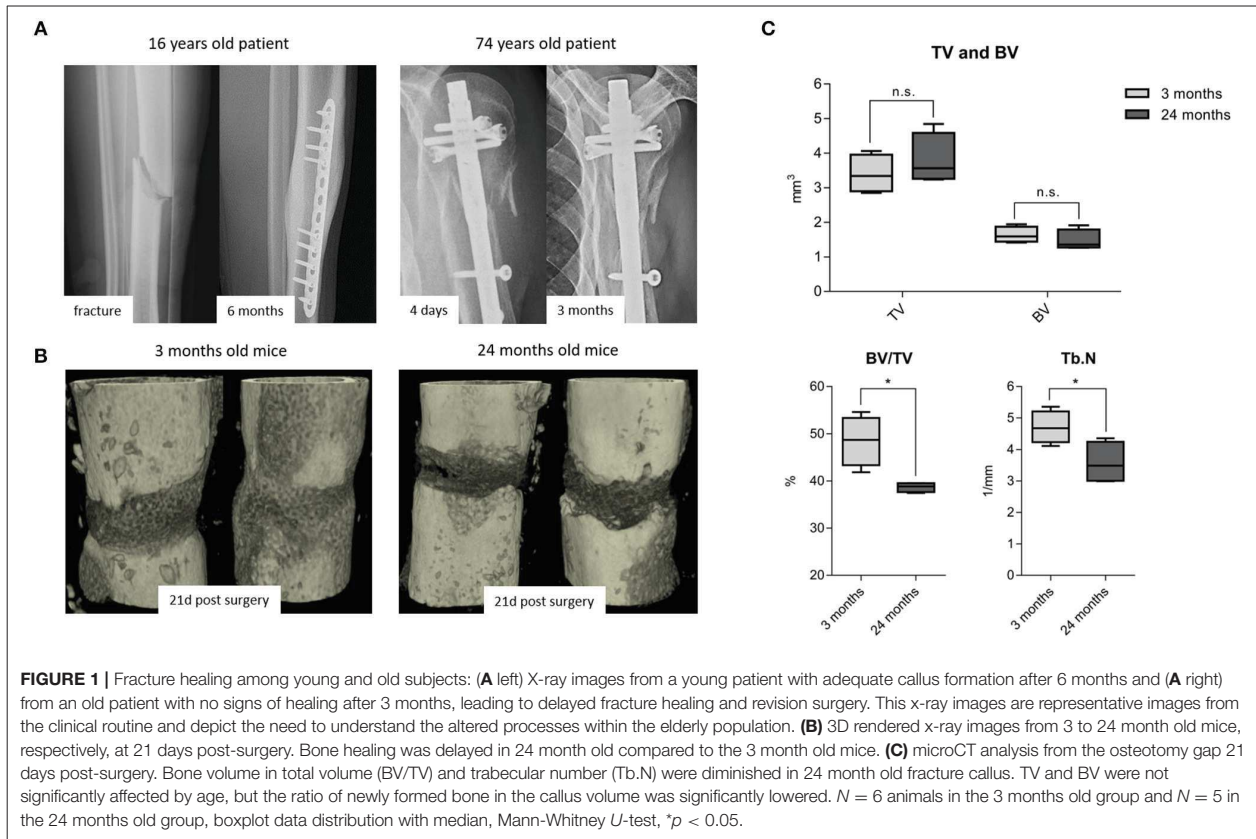 A
16 years old patient
74 years old patient
fracture
6 months
4 days
3 months
B
3 months old mice
24 months old mice
21d post surgery
21d post surgery
C
TV and BV
3 months
24 months
n.s.
n.s.
mm³
6
5
4
3
2
1
0
TV
BV
BV/TV
*
%
60
50
40
20
3 months
24 months
Tb.N
*
1/mm
6
5
4
3
2
1
0
3 months
24 months
FIGURE 1 | Fracture healing among young and old subjects: (A left) X-ray images from a young patient with adequate callus formation after 6 months and (A right)
from an old patient with no signs of healing after 3 months, leading to delayed fracture healing and revision surgery. This x-ray images are representative images from
the clinical routine and depict the need to understand the altered processes within the elderly population. (B) 3D rendered x-ray images from 3 to 24 month old mice,
respectively, at 21 days post-surgery. Bone healing was delayed in 24 month old compared to the 3 month old mice. (C) microCT analysis from the osteotomy gap 21
days post-surgery. Bone volume in total volume (BV/TV) and trabecular number (Tb.N) were diminished in 24 month old fracture callus. TV and BV were not
significantly affected by age, but the ratio of newly formed bone in the callus volume was significantly lowered. N = 6 animals in the 3 months old group and N = 5 in
the 24 months old group, boxplot data distribution with median, Mann-Whitney U-test, *p < 0.05.